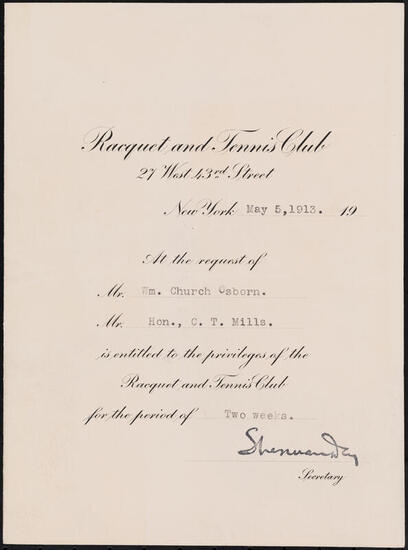 Racquet and Tennis Club
27 West 43rd Street
New York May 5,1913. 19
At the request of
Mr. Wm. Church Osborn.
Mr. Hon., C. T. Mills.
is entitled to the privileges of the
Racquet and Tennis Club
for the period of Two weeks.
Sherman Day
Secretary